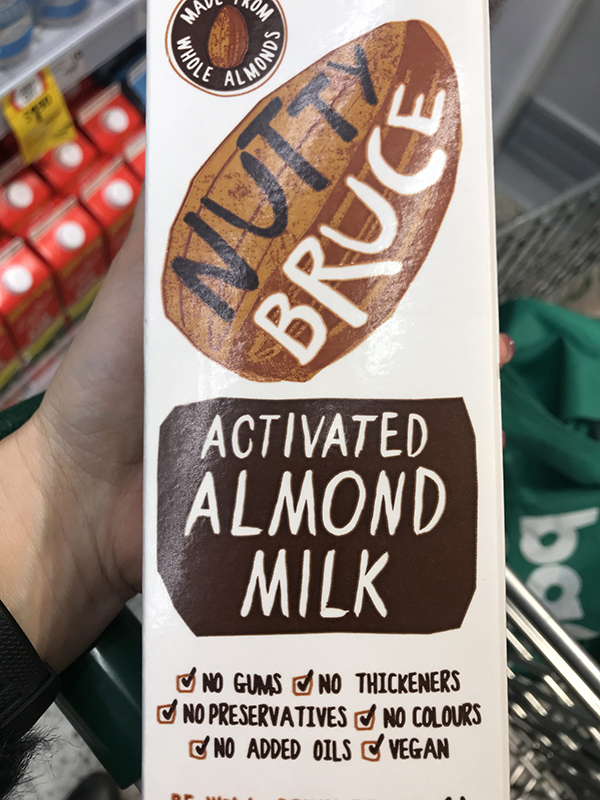 MADE FROM
WHOLE ALMONDS
NUTTY
BRUCE
ACTIVATED
ALMOND
MILK
NO GUMS NO THICKENERS
NO PRESERVATIVES NO COLOURS
NO ADDED OILS VEGAN